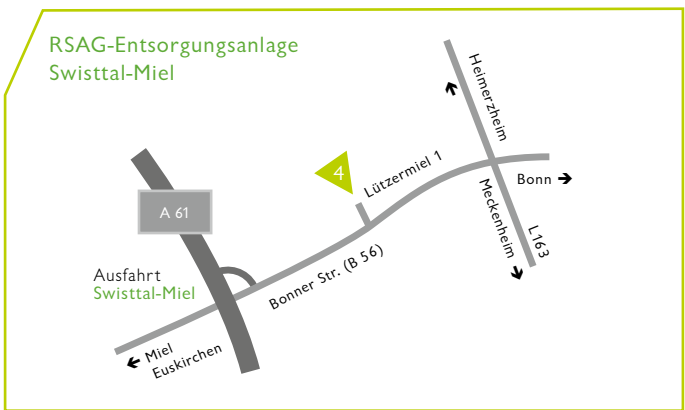 RSAG-Entsorgungsanlage
Swisttal-Miel
Heimerzheim
4
Lützermiel 1
Bonn →
A 61
Meckenheim
L163
Ausfahrt
Swisttal-Miel
Bonner Str. (B 56)
← Miel
Euskirchen